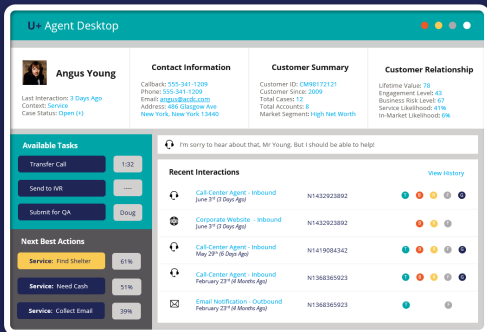 U+ Agent Desktop
Angus Young
Last Interaction: 3 Days Ago
Context: Service
Case Status: Open (+)
Contact Information
Callback: 555-341-1209
Phone: 555-341-1209
Email: angus@acdc.com
Address: 486 Glasgow Ave
New York, New York 13440
Customer Summary
Customer ID: CM98172121
Customer Since: 2009
Total Cases: 12
Total Accounts: 8
Market Segment: High Net Worth
Customer Relationship
Lifetime Value: 78
Engagement Level: 43
Business Risk Level: 67
Service Likelihood: 41%
In-Market Likelihood: 6%
Available Tasks
Transfer Call 1:32
Send to IVR ----
Submit for QA Doug
Next Best Actions
Service: Find Shelter 61%
Service: Need Cash 51%
Service: Collect Email 39%
I'm sorry to hear about that, Mr Young. But I should be able to help!
Recent Interactions View History
Call-Center Agent - Inbound N1432923892
June 3rd (3 Days Ago)
Corporate Website - Inbound N1432923892
June 3rd (3 Days Ago)
Call-Center Agent - Inbound N1419084342
May 29th (6 Days Ago)
Call-Center Agent - Inbound N1368365923
February 23rd (4 Months Ago)
Email Notification - Outbound N1368365923
February 23rd (4 Months Ago)